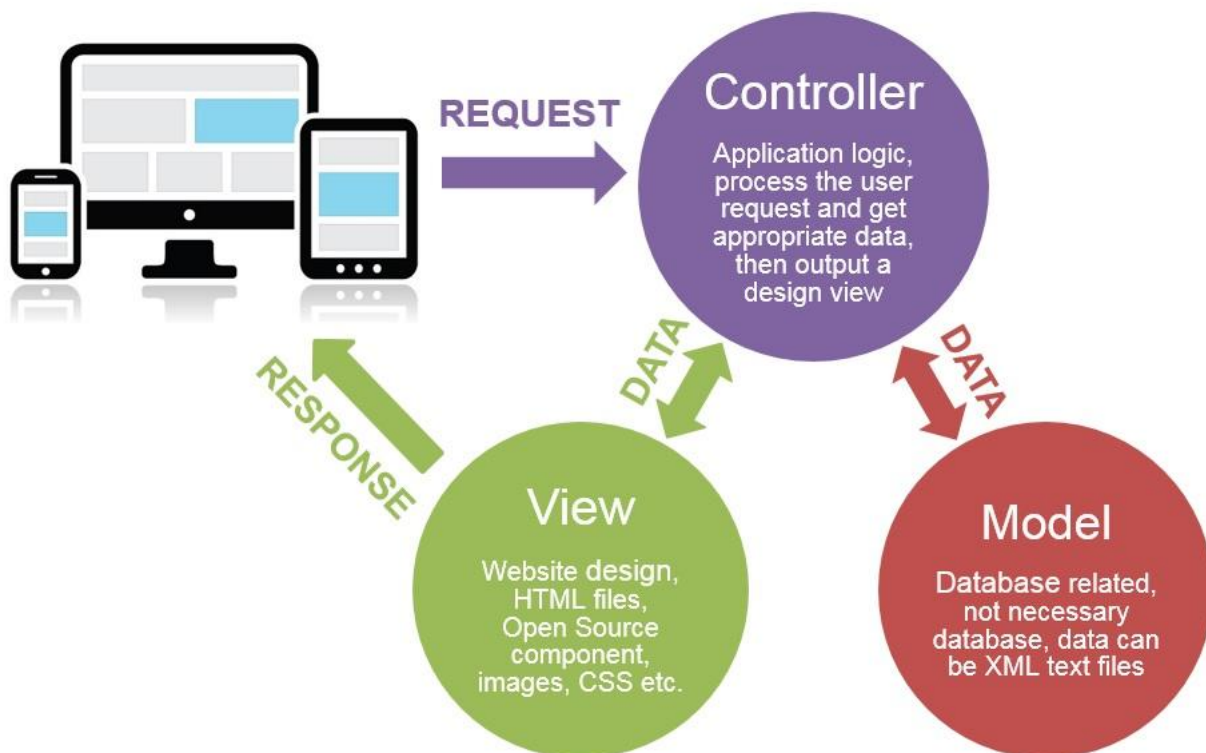 REQUEST
Controller
Application logic,
process the user
request and get
appropriate data,
then output a
design view
DATA
DATA
RESPONSE
View
Website design,
HTML files,
Open Source
component,
images, CSS etc.
Model
Database related,
not necessary
database, data can
be XML text files